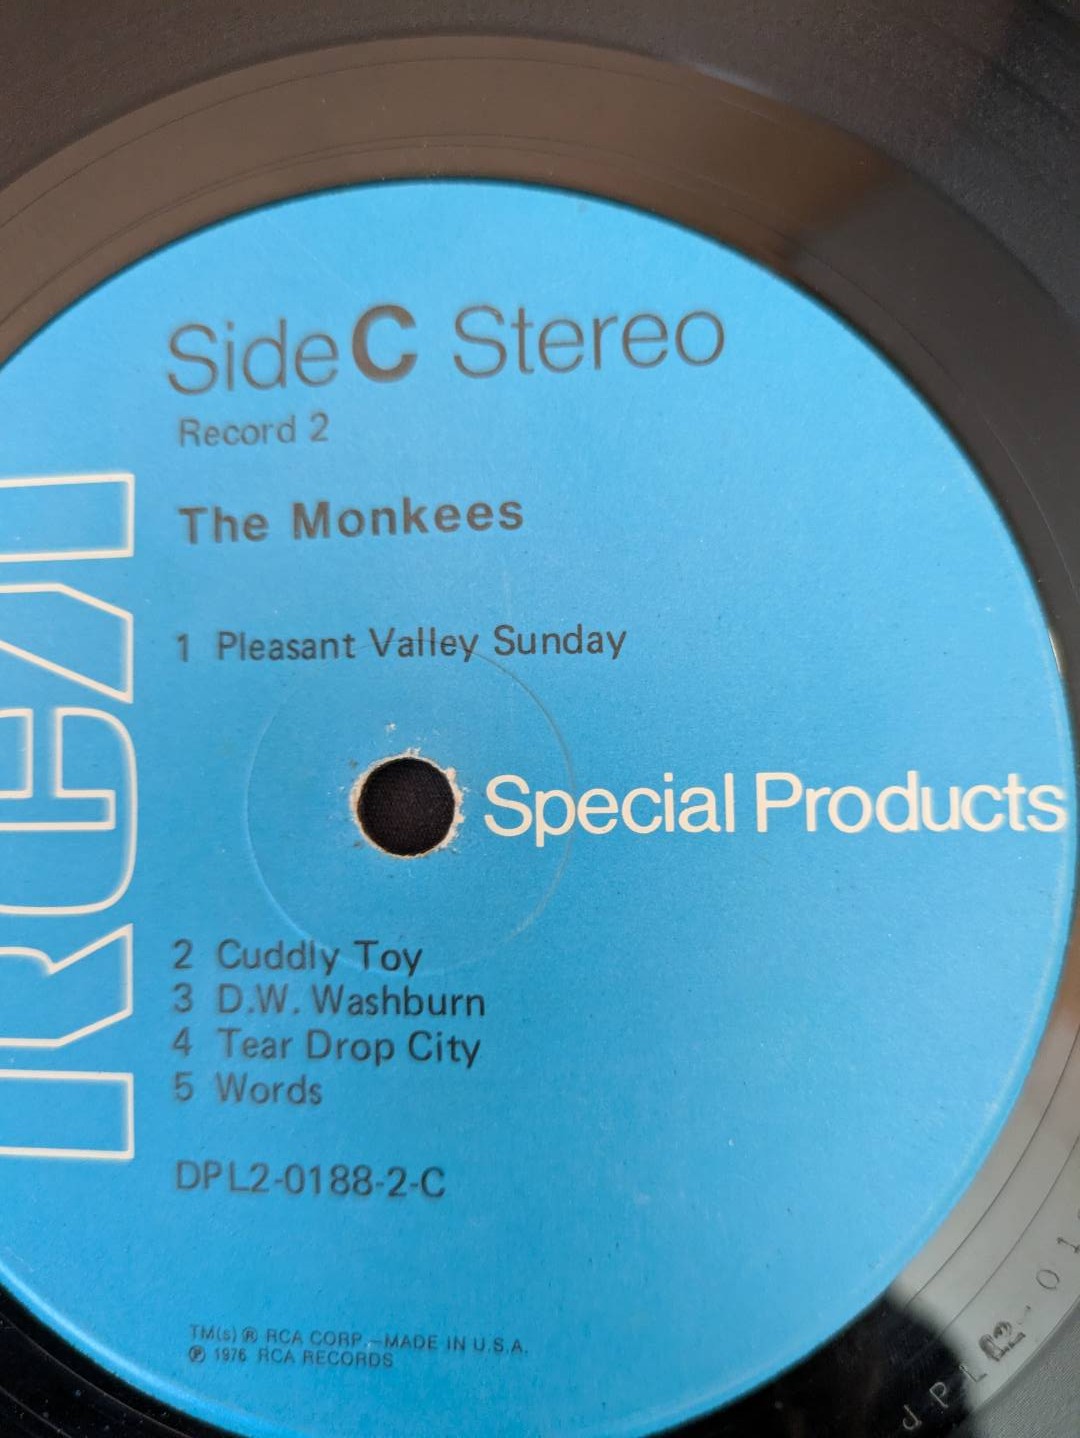 Side C Stereo
Record 2
The Monkees
1 Pleasant Valley Sunday
Special Products
2 Cuddly Toy
3 D.W. Washburn
4 Tear Drop City
5 Words
DPL2-0188-2-C
TM(s) ® RCA CORP.—MADE IN U.S.A.
℗ 1976 RCA RECORDS
RCA